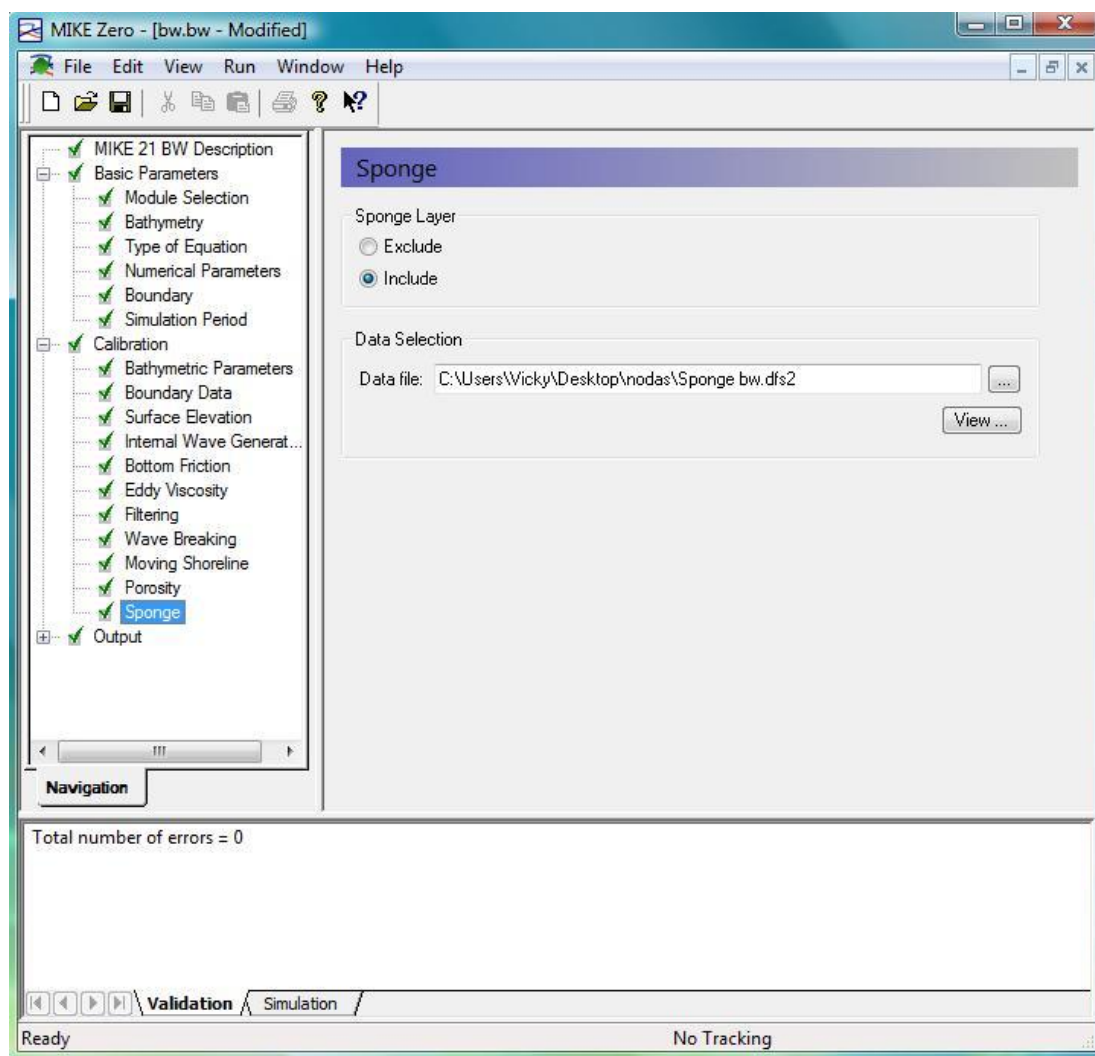 MIKE Zero - [bw.bw - Modified]
File Edit View Run Window Help
MIKE 21 BW Description
Basic Parameters
Module Selection
Bathymetry
Type of Equation
Numerical Parameters
Boundary
Simulation Period
Calibration
Bathymetric Parameters
Boundary Data
Surface Elevation
Internal Wave Generat...
Bottom Friction
Eddy Viscosity
Filtering
Wave Breaking
Moving Shoreline
Porosity
Sponge
Output
Navigation
Sponge
Sponge Layer
Exclude
Include
Data Selection
Data file: C:\Users\Vicky\Desktop\nodas\Sponge bw.dfs2 ...
View ...
Total number of errors = 0
Validation Simulation
Ready No Tracking